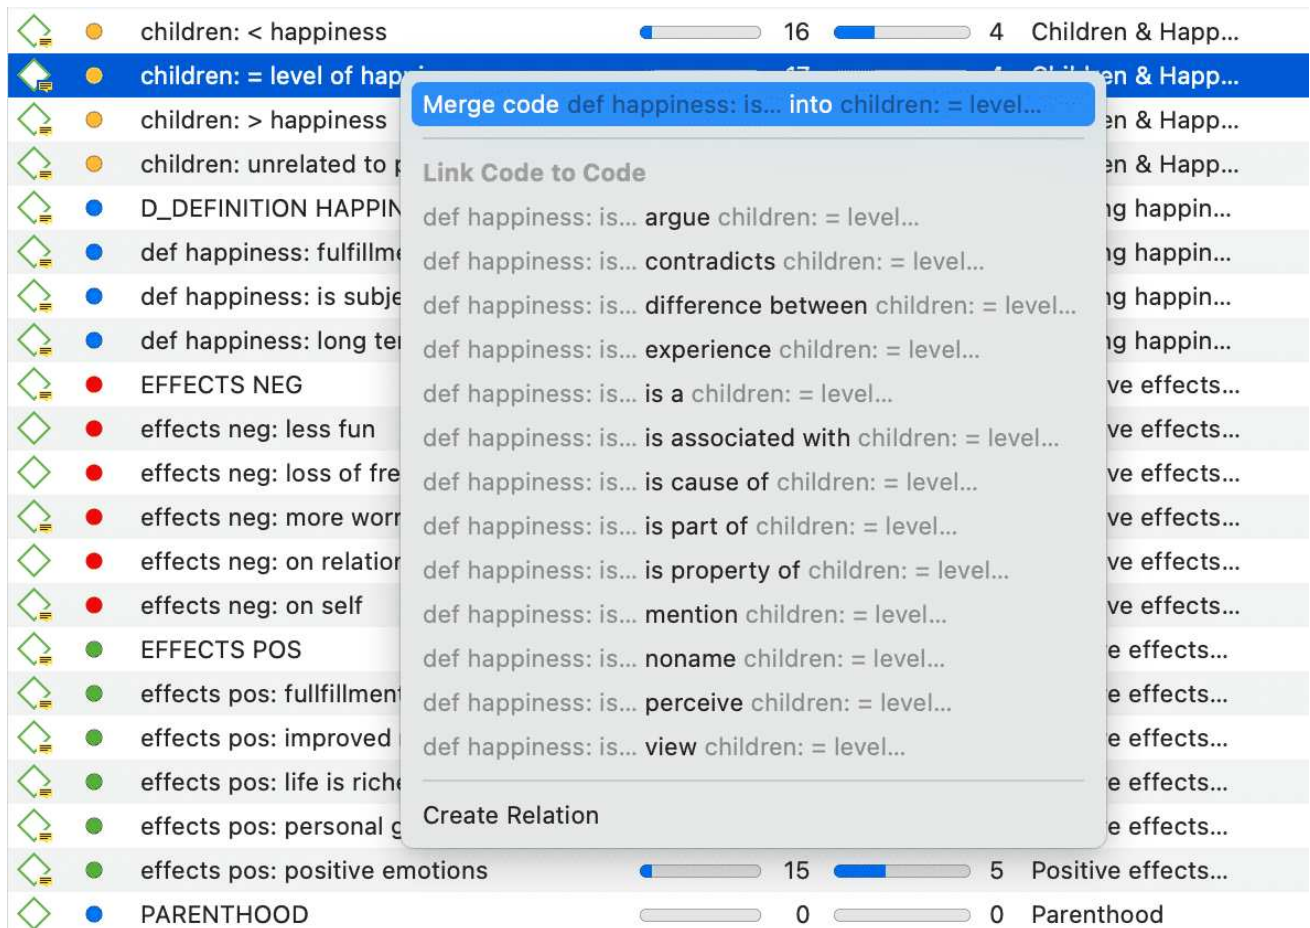 children: < happiness 16 4 Children & Happ...
children: = level of happi
Merge code def happiness: is... into children: = level...
children: > happiness en & Happ...
children: unrelated to p en & Happ...
Link Code to Code
D_DEFINITION HAPPIN def happiness: is... argue children: = level... ng happin...
def happiness: fulfillme def happiness: is... contradicts children: = level... ng happin...
def happiness: is subje def happiness: is... difference between children: = level... ng happin...
def happiness: long ter def happiness: is... experience children: = level... ng happin...
EFFECTS NEG def happiness: is... is a children: = level... ve effects...
effects neg: less fun def happiness: is... is associated with children: = level... ve effects...
effects neg: loss of fre def happiness: is... is cause of children: = level... ve effects...
effects neg: more worr def happiness: is... is part of children: = level... ve effects...
effects neg: on relation def happiness: is... is property of children: = level... ve effects...
effects neg: on self def happiness: is... mention children: = level... ve effects...
EFFECTS POS def happiness: is... noname children: = level... e effects...
effects pos: fullfillment def happiness: is... perceive children: = level... e effects...
effects pos: improved def happiness: is... view children: = level... e effects...
effects pos: life is riche e effects...
effects pos: personal g Create Relation e effects...
effects pos: positive emotions 15 5 Positive effects...
PARENTHOOD 0 0 Parenthood